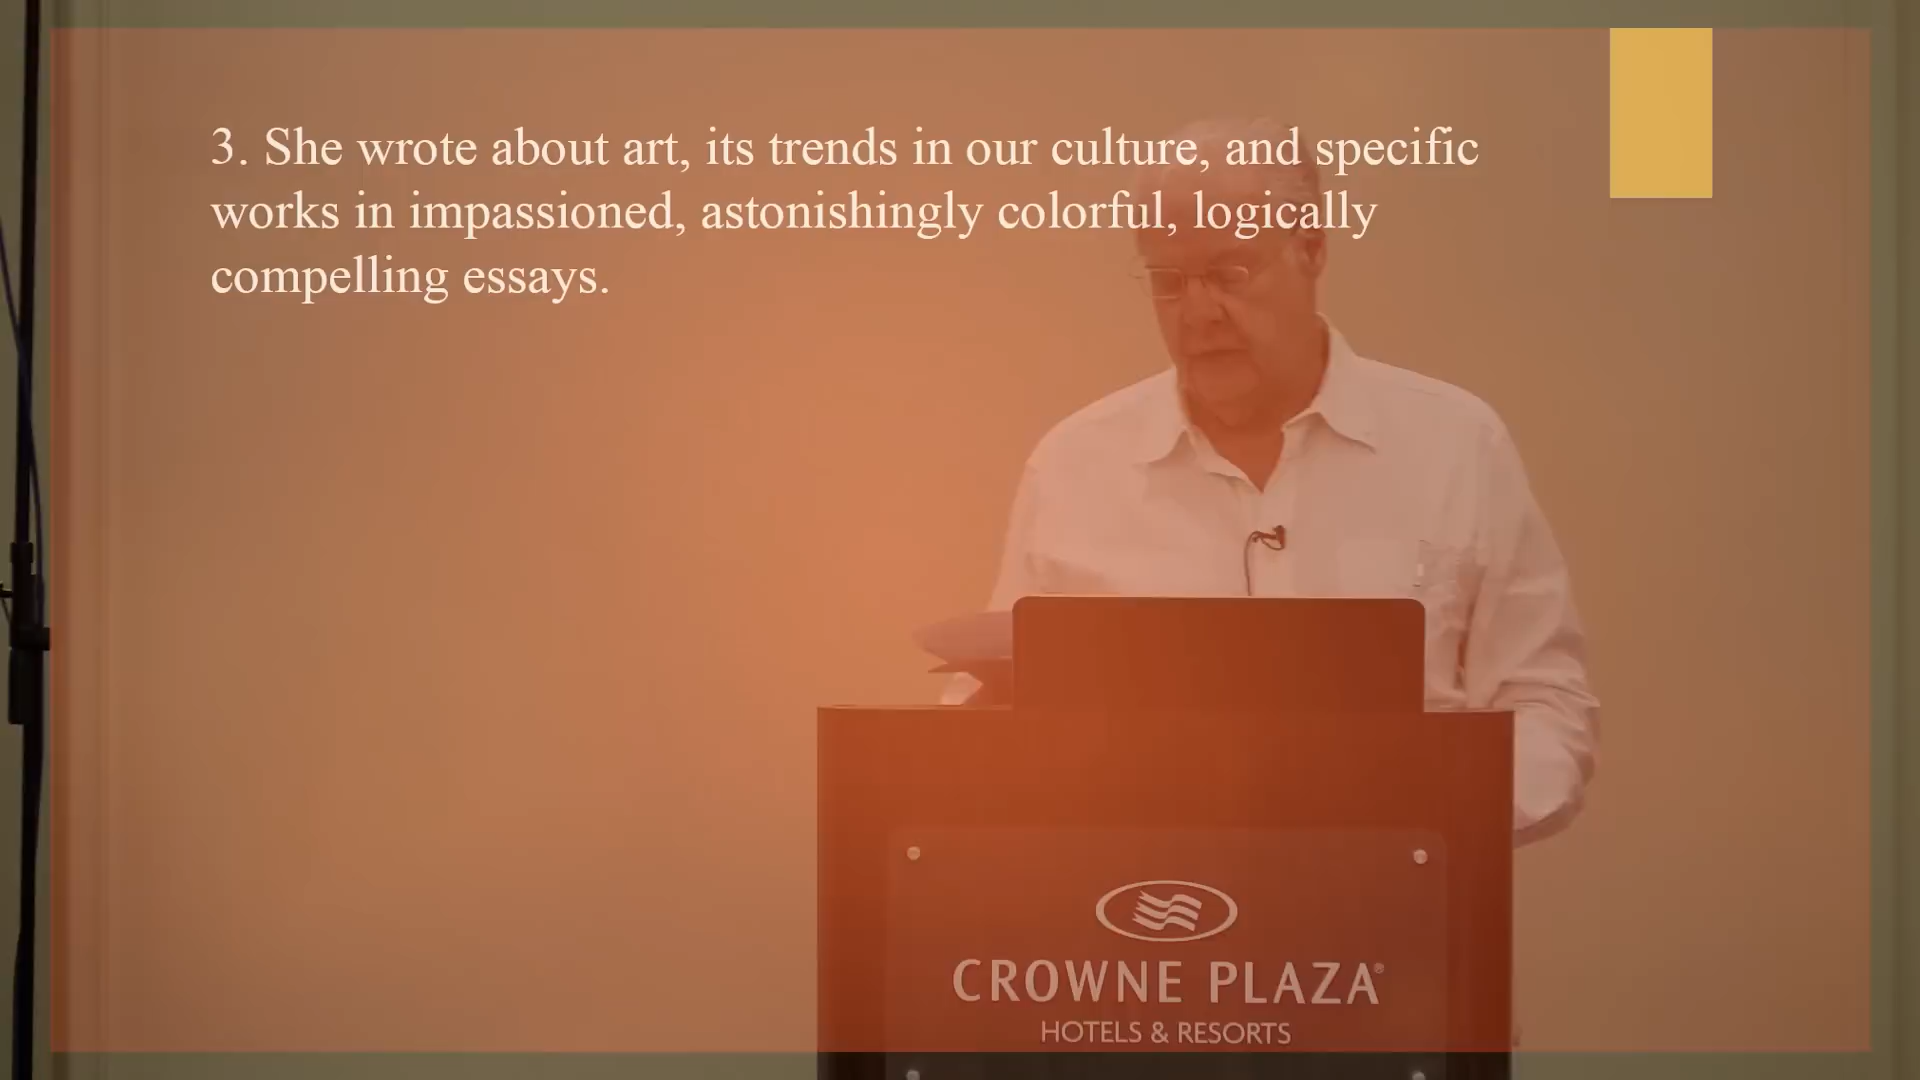 3. She wrote about art, its trends in our culture, and specific
works in impassioned, astonishingly colorful, logically
compelling essays.
CROWNE PLAZA®
HOTELS & RESORTS